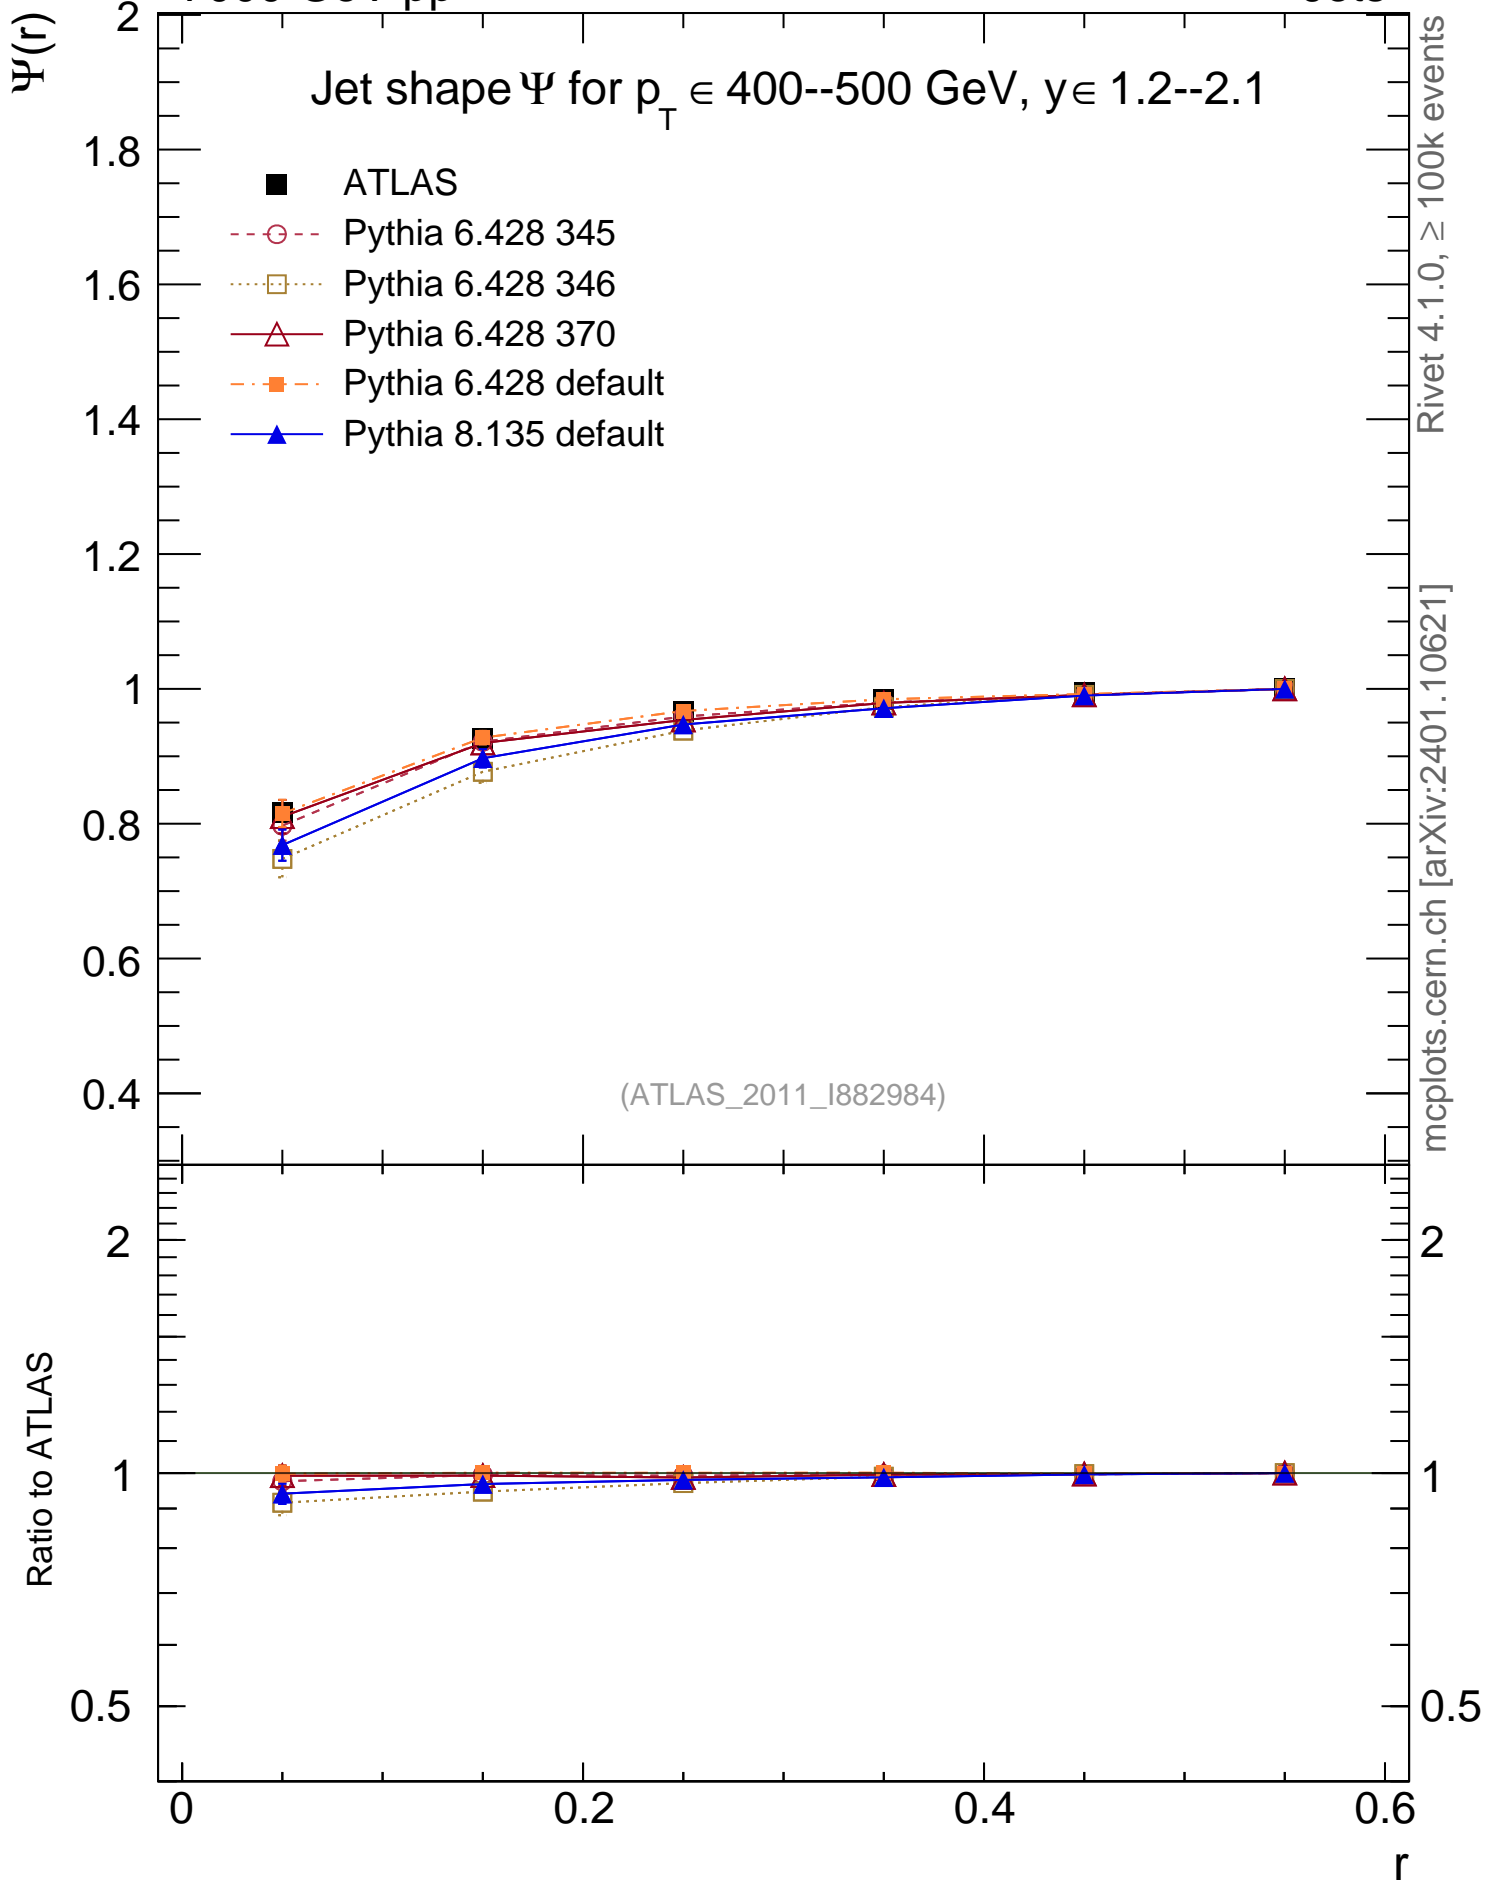 Ψ(r)
Jet shape Ψ for p_T ∈ 400--500 GeV, y∈ 1.2--2.1
ATLAS
Pythia 6.428 345
Pythia 6.428 346
Pythia 6.428 370
Pythia 6.428 default
Pythia 8.135 default
2
1.8
1.6
1.4
1.2
1
0.8
0.6
0.4
(ATLAS_2011_I882984)
Rivet 4.1.0, ≥ 100k events
mcplots.cern.ch [arXiv:2401.10621]
Ratio to ATLAS
2
1
0.5
2
1
0.5
0
0.2
0.4
0.6
r